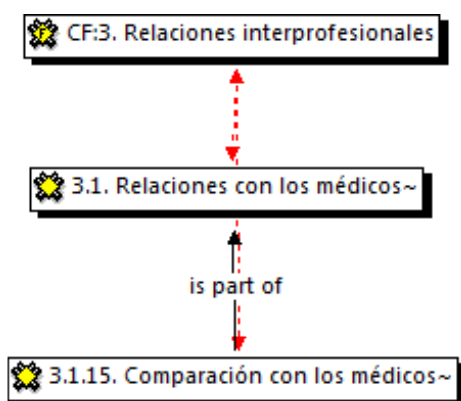 CF:3. Relaciones interprofesionales
3.1. Relaciones con los médicos~
is part of
3.1.15. Comparación con los médicos~